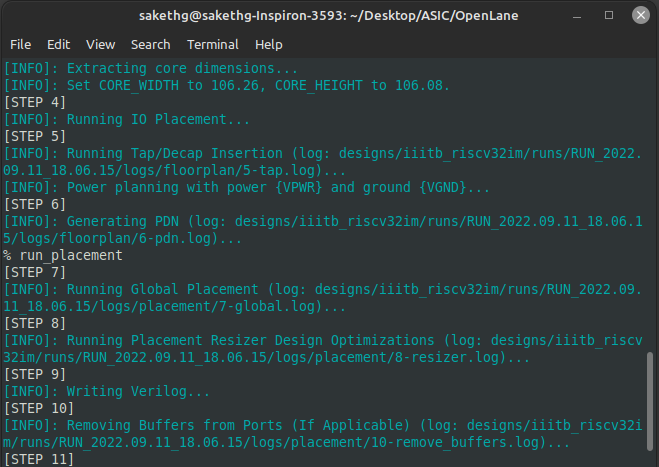 sakethg@sakethg-Inspiron-3593: ~/Desktop/ASIC/OpenLane
File Edit View Search Terminal Help
[INFO]: Extracting core dimensions...
[INFO]: Set CORE_WIDTH to 106.26, CORE_HEIGHT to 106.08.
[STEP 4]
[INFO]: Running IO Placement...
[STEP 5]
[INFO]: Running Tap/Decap Insertion (log: designs/iiitb_riscv32im/runs/RUN_2022.
09.11_18.06.15/logs/floorplan/5-tap.log)...
[INFO]: Power planning with power {VPWR} and ground {VGND}...
[STEP 6]
[INFO]: Generating PDN (log: designs/iiitb_riscv32im/runs/RUN_2022.09.11_18.06.1
5/logs/floorplan/6-pdn.log)...
% run_placement
[STEP 7]
[INFO]: Running Global Placement (log: designs/iiitb_riscv32im/runs/RUN_2022.09.
11_18.06.15/logs/placement/7-global.log)...
[STEP 8]
[INFO]: Running Placement Resizer Design Optimizations (log: designs/iiitb_riscv
32im/runs/RUN_2022.09.11_18.06.15/logs/placement/8-resizer.log)...
[STEP 9]
[INFO]: Writing Verilog...
[STEP 10]
[INFO]: Removing Buffers from Ports (If Applicable) (log: designs/iiitb_riscv32i
m/runs/RUN_2022.09.11_18.06.15/logs/placement/10-remove_buffers.log)...
[STEP 11]